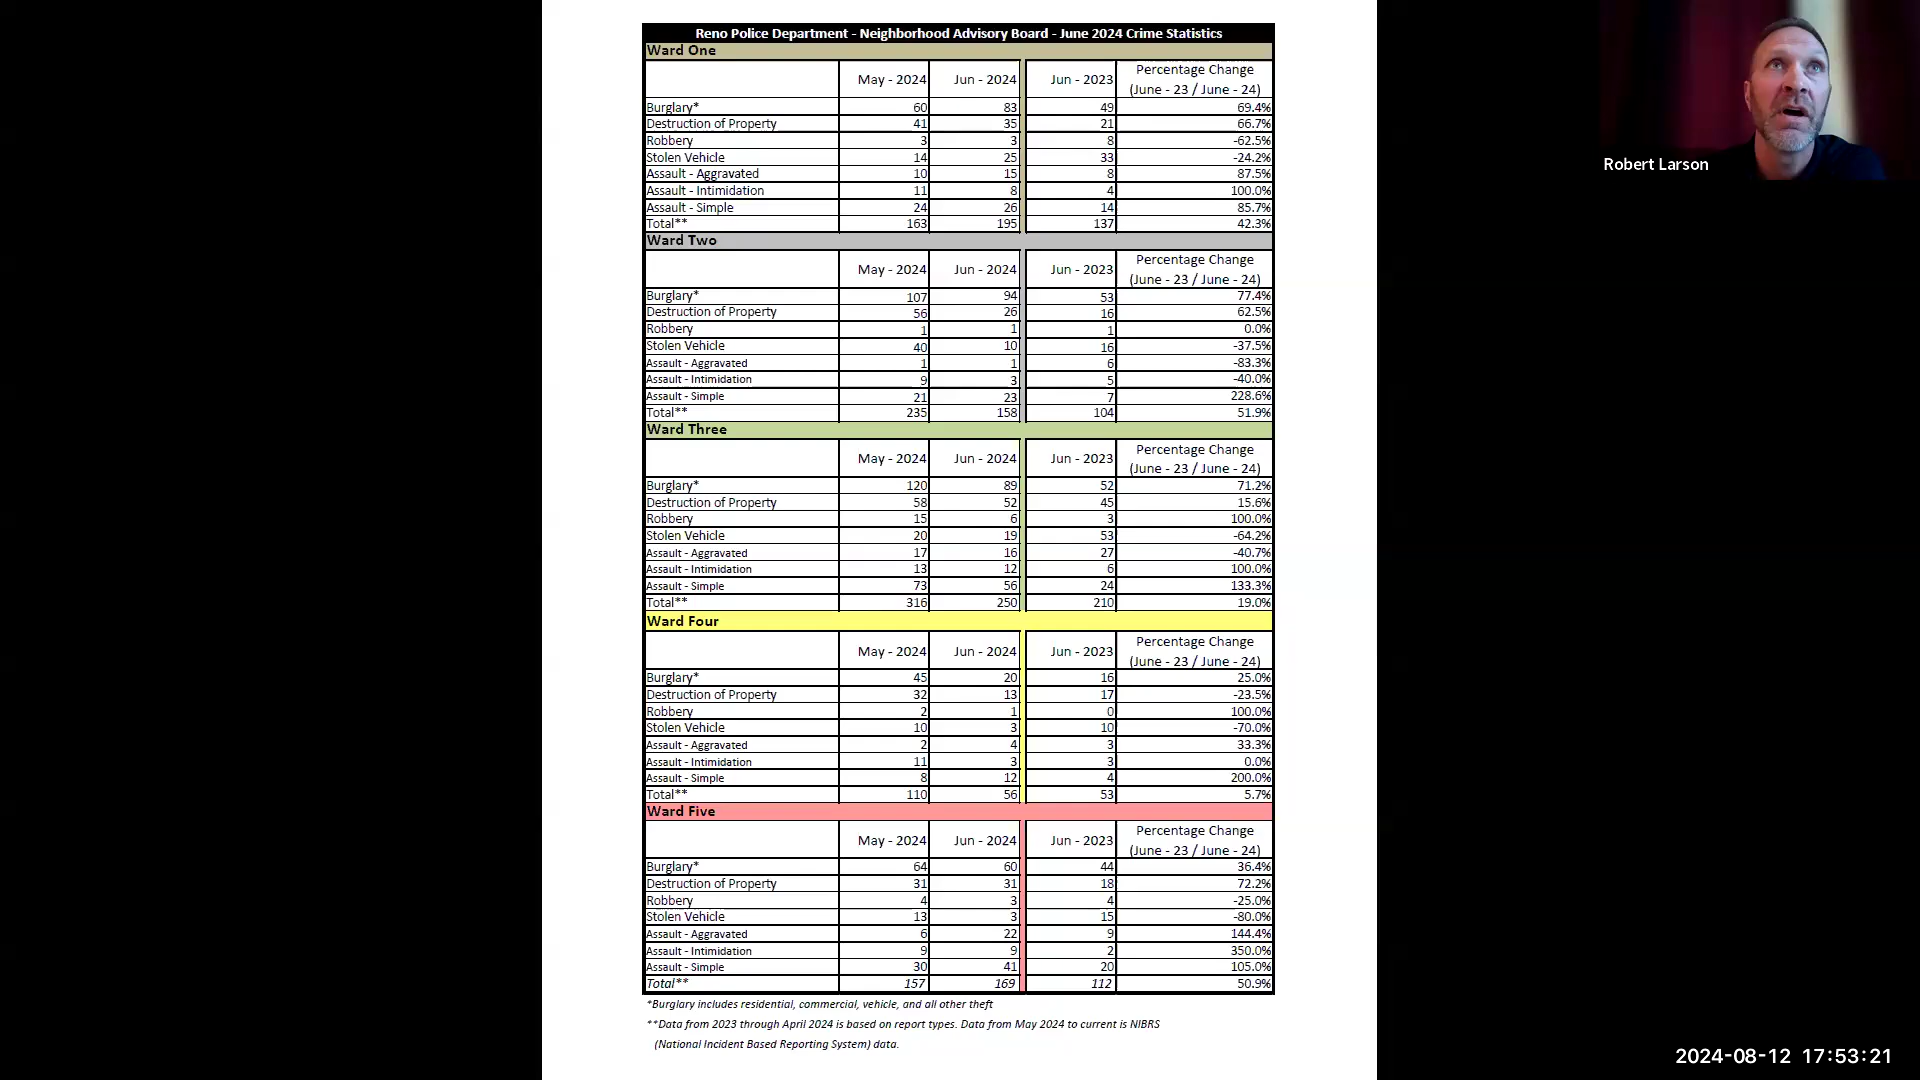 Reno Police Department - Neighborhood Advisory Board - June 2024 Crime Statistics
Ward One
May - 2024 Jun - 2024 Jun - 2023 Percentage Change
(June - 23 / June - 24)
Burglary* 60 83 49 69.4%
Destruction of Property 41 35 21 66.7%
Robbery 3 3 8 -62.5%
Stolen Vehicle 14 25 33 -24.2%
Assault - Aggravated 10 15 8 87.5%
Assault - Intimidation 11 8 4 100.0%
Assault - Simple 24 26 14 85.7%
Total** 163 195 137 42.3%
Ward Two
May - 2024 Jun - 2024 Jun - 2023 Percentage Change
(June - 23 / June - 24)
Burglary* 107 94 53 77.4%
Destruction of Property 56 26 16 62.5%
Robbery 1 1 1 0.0%
Stolen Vehicle 40 10 16 -37.5%
Assault - Aggravated 1 1 6 -83.3%
Assault - Intimidation 9 3 5 -40.0%
Assault - Simple 21 23 7 228.6%
Total** 235 158 104 51.9%
Ward Three
May - 2024 Jun - 2024 Jun - 2023 Percentage Change
(June - 23 / June - 24)
Burglary* 120 89 52 71.2%
Destruction of Property 58 52 45 15.6%
Robbery 15 6 3 100.0%
Stolen Vehicle 20 19 53 -64.2%
Assault - Aggravated 17 16 27 -40.7%
Assault - Intimidation 13 12 6 100.0%
Assault - Simple 73 56 24 133.3%
Total** 316 250 210 19.0%
Ward Four
May - 2024 Jun - 2024 Jun - 2023 Percentage Change
(June - 23 / June - 24)
Burglary* 45 20 16 25.0%
Destruction of Property 32 13 17 -23.5%
Robbery 2 1 0 100.0%
Stolen Vehicle 10 3 10 -70.0%
Assault - Aggravated 2 4 3 33.3%
Assault - Intimidation 11 3 3 0.0%
Assault - Simple 8 12 4 200.0%
Total** 110 56 53 5.7%
Ward Five
May - 2024 Jun - 2024 Jun - 2023 Percentage Change
(June - 23 / June - 24)
Burglary* 64 60 44 36.4%
Destruction of Property 31 31 18 72.2%
Robbery 4 3 4 -25.0%
Stolen Vehicle 13 3 15 -80.0%
Assault - Aggravated 6 22 9 144.4%
Assault - Intimidation 9 9 2 350.0%
Assault - Simple 30 41 20 105.0%
Total** 157 169 112 50.9%
*Burglary includes residential, commercial, vehicle, and all other theft
**Data from 2023 through April 2024 is based on report types. Data from May 2024 to current is NIBRS
(National Incident Based Reporting System) data.
Robert Larson
2024-08-12 17:53:21